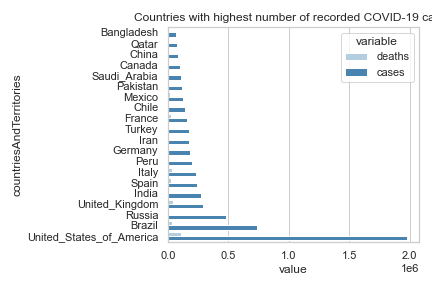 Countries with highest number of recorded COVID-19 ca
variable
deaths
cases
countriesAndTerritories
Bangladesh
Qatar
China
Canada
Saudi_Arabia
Pakistan
Mexico
Chile
France
Turkey
Iran
Germany
Peru
Italy
Spain
India
United_Kingdom
Russia
Brazil
United_States_of_America
0.0 0.5 1.0 1.5 2.0
1e6
value